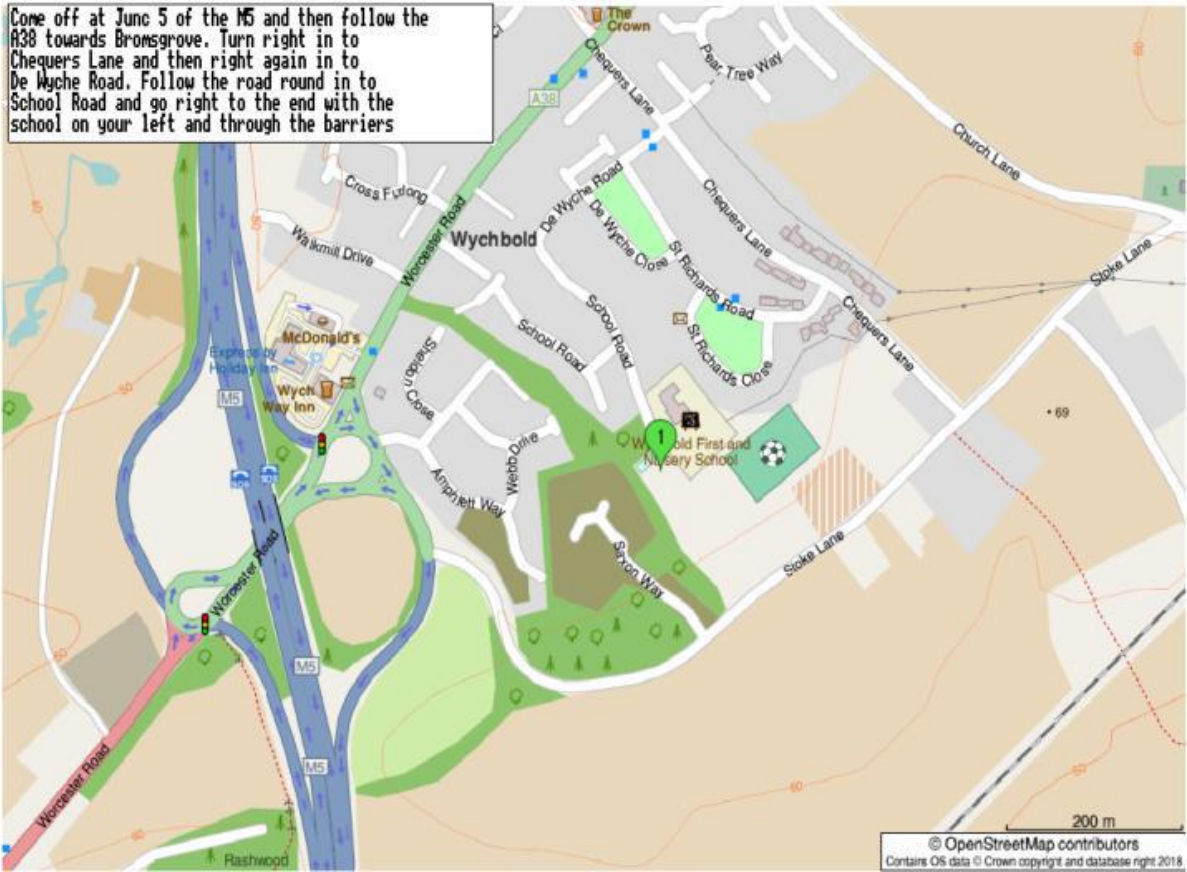 Come off at Junc 5 of the M5 and then follow the
A38 towards Bromsgrove. Turn right in to
Chequers Lane and then right again in to
De Wyche Road. Follow the road round in to
School Road and go right to the end with the
school on your left and through the barriers
The
Crown
Chequers Lane
Pear Tree Way
A38
Church Lane
Cross Furlong
Worcester Road
Wychbold
De Wyche Road
De Wyche Close
Chequers Lane
Walkmill Drive
Stoke Lane
St Richards Road
School Road
Chequers Lane
McDonald's
Express by
Holiday Inn
School Road
St Richards Close
Sheldon Close
M5
Wych
Way Inn
69
1
Wychbold First and
Nursery School
Webb Drive
Amphlett Way
SOS
SOS
Worcester Road
Saxon Way
Stoke Lane
M5
M5
Worcester Road
Rashwood
60
200 m
© OpenStreetMap contributors
Contains OS data © Crown copyright and database right 2018